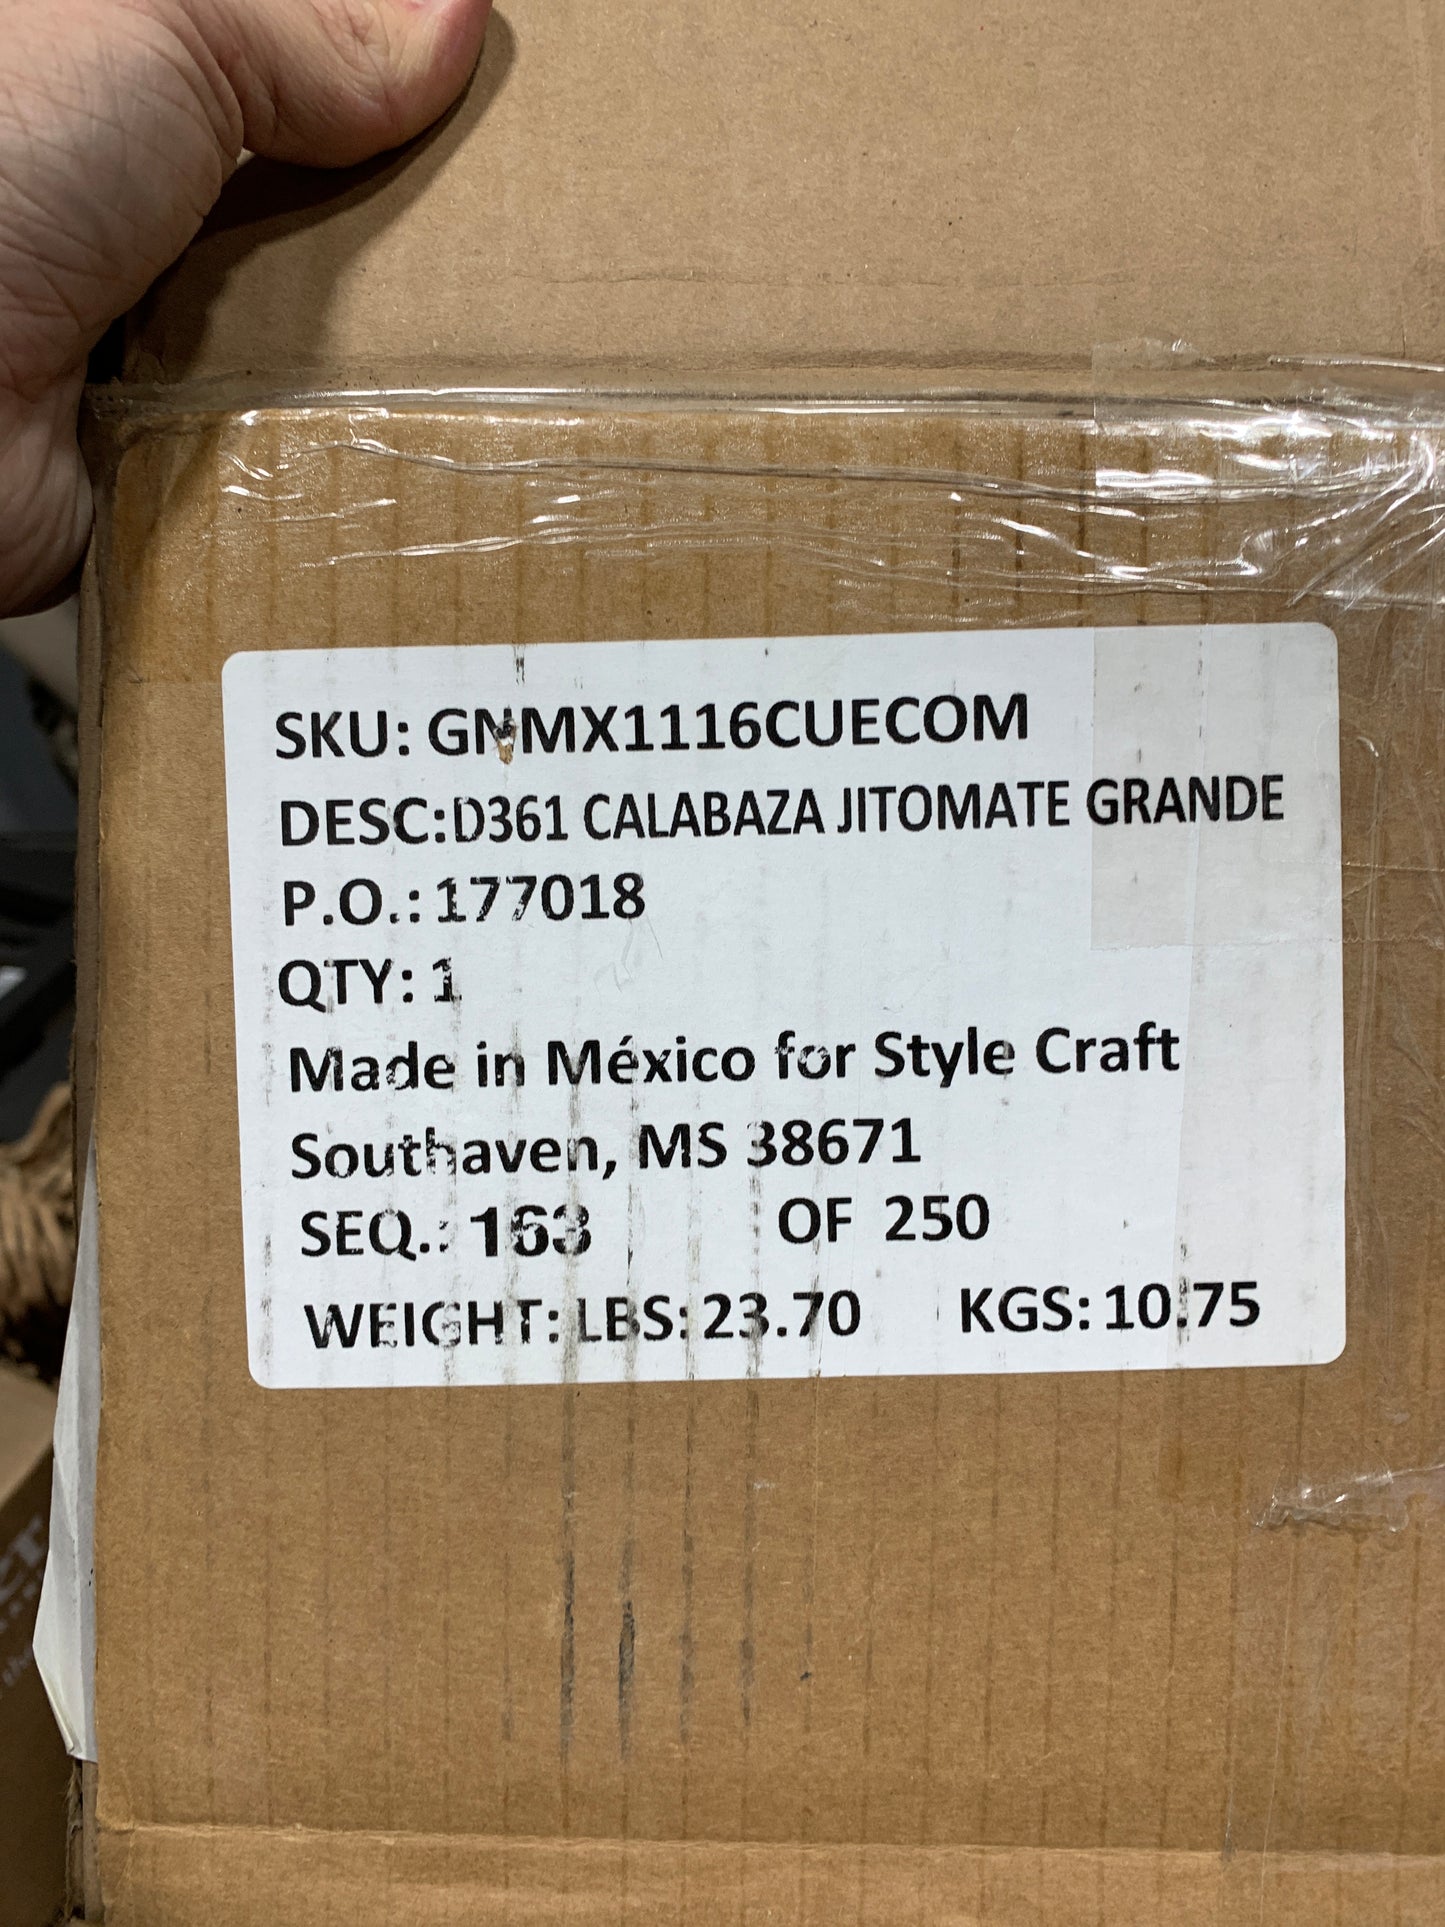 SKU: GNMX1116CUECOM
DESC:D361 CALABAZA JITOMATE GRANDE
P.O.:177018
QTY: 1
Made in México for Style Craft
Southaven, MS 38671
SEQ.: 163 OF 250
WEIGHT: LBS:23.70 KGS:10.75